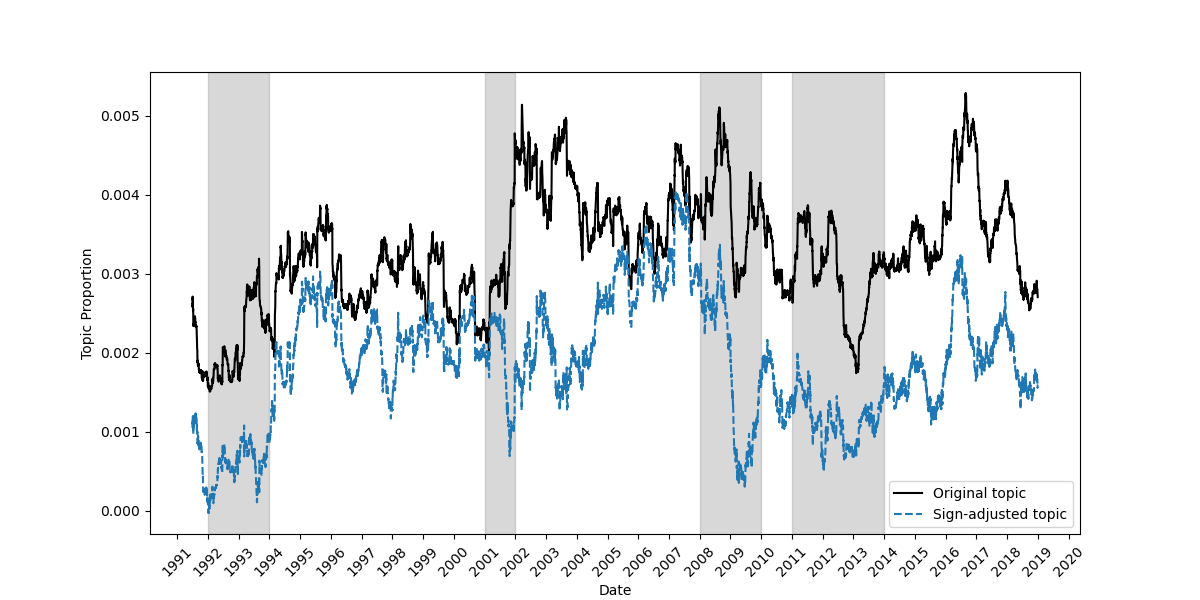 0.005
0.004
0.003
0.002
0.001
0.000
Topic Proportion
Original topic
Sign-adjusted topic
1991 1992 1993 1994 1995 1996 1997 1998 1999 2000 2001 2002 2003 2004 2005 2006 2007 2008 2009 2010 2011 2012 2013 2014 2015 2016 2017 2018 2019 2020
Date